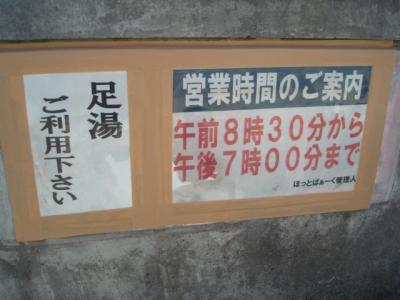 足湯
ご利用下さい
営業時間のご案内
午前8時30分から
午後7時00分まで
ほっとぱぁーく管理人